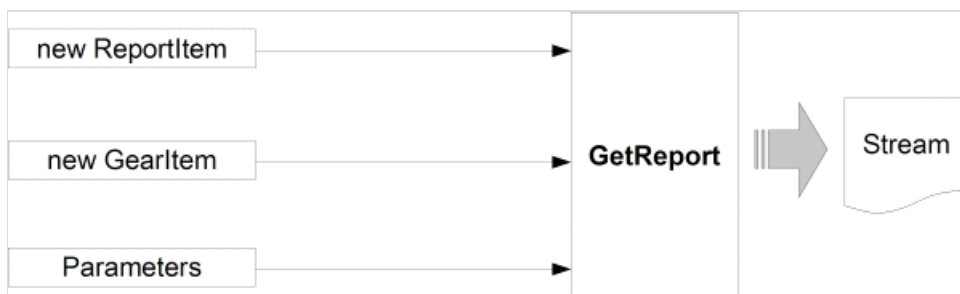 new ReportItem
new GearItem
GetReport
Stream
Parameters